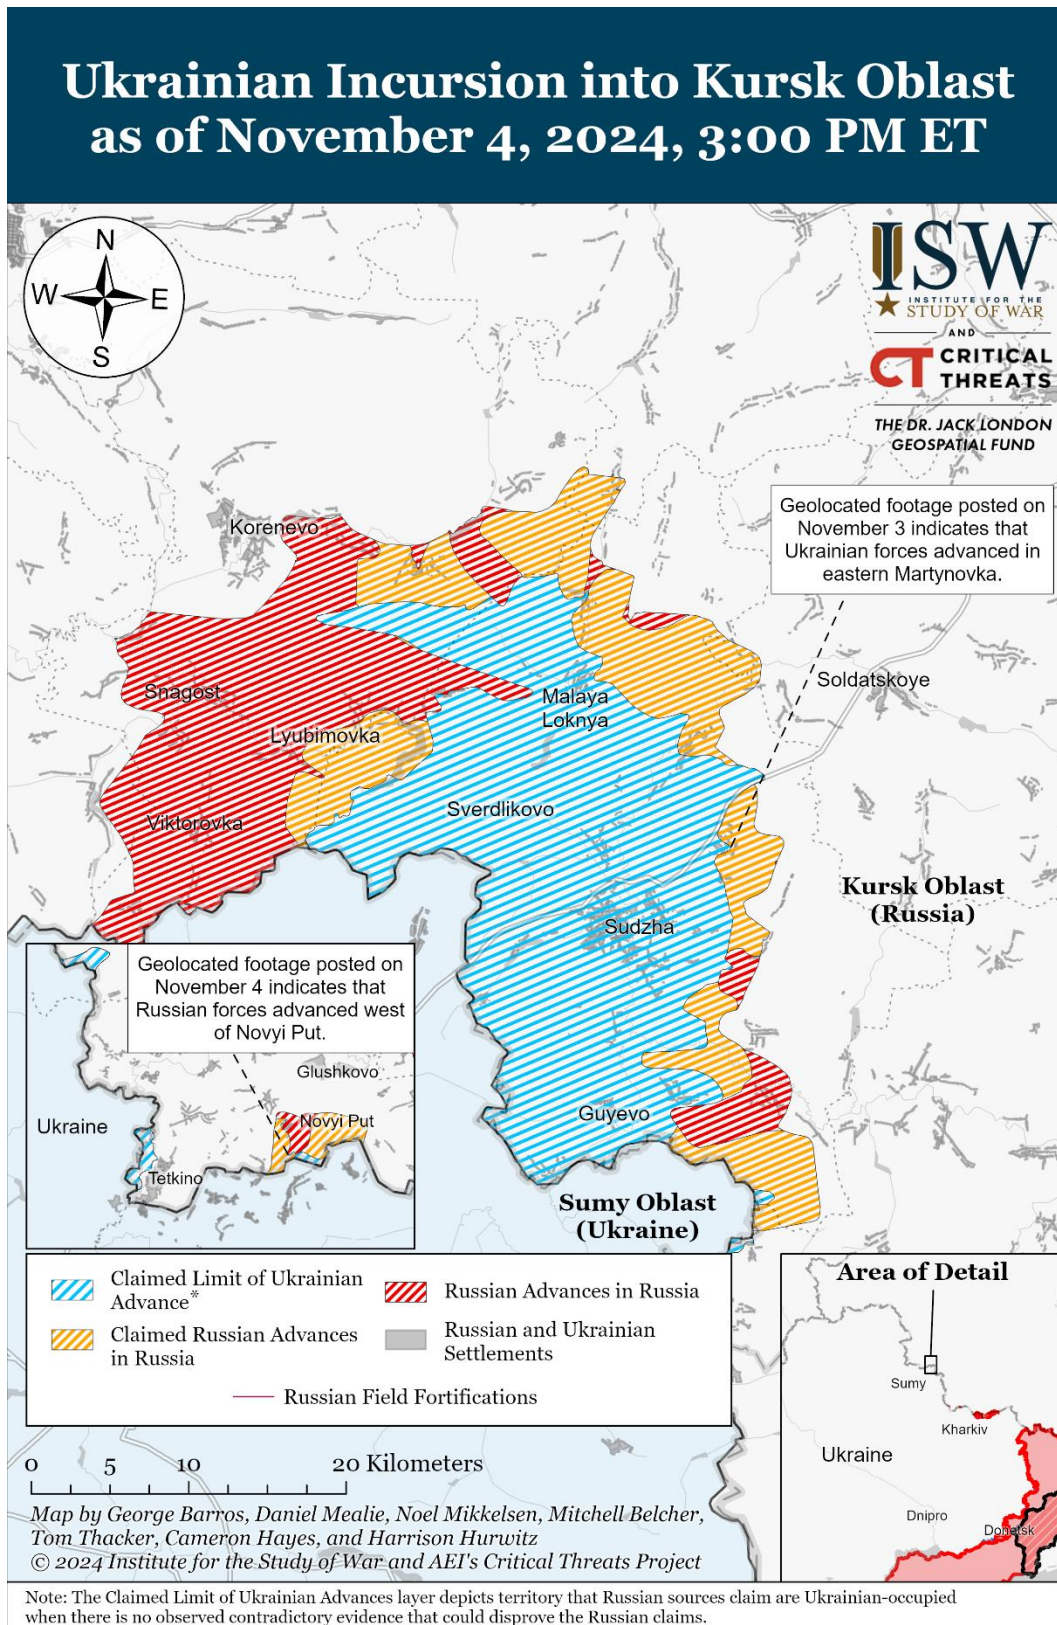 Ukrainian Incursion into Kursk Oblast
as of November 4, 2024, 3:00 PM ET
N
W
E
S
ISW
INSTITUTE FOR THE
STUDY OF WAR
AND
CT CRITICAL
THREATS
THE DR. JACK LONDON
GEOSPATIAL FUND
Geolocated footage posted on
November 3 indicates that
Ukrainian forces advanced in
eastern Martynovka.
Korenevo
Soldatskoye
Snagost
Malaya
Loknya
Lyubimovka
Sverdlikovo
Viktorovka
Kursk Oblast
(Russia)
Sudzha
Geolocated footage posted on
November 4 indicates that
Russian forces advanced west
of Novyi Put.
Glushkovo
Guyevo
Novyi Put
Ukraine
Tetkino
Sumy Oblast
(Ukraine)
Claimed Limit of Ukrainian
Advance*
Russian Advances in Russia
Claimed Russian Advances
in Russia
Russian and Ukrainian
Settlements
Russian Field Fortifications
Area of Detail
Sumy
Kharkiv
Ukraine
Dnipro
Donetsk
0 5 10 20 Kilometers
Map by George Barros, Daniel Mealie, Noel Mikkelsen, Mitchell Belcher,
Tom Thacker, Cameron Hayes, and Harrison Hurwitz
© 2024 Institute for the Study of War and AEI's Critical Threats Project
Note: The Claimed Limit of Ukrainian Advances layer depicts territory that Russian sources claim are Ukrainian-occupied
when there is no observed contradictory evidence that could disprove the Russian claims.